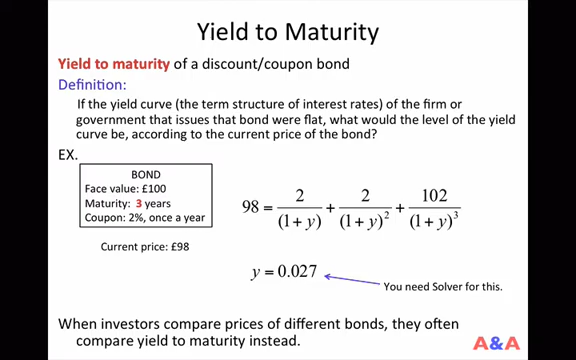 Yield to Maturity
Yield to maturity of a discount/coupon bond
Definition:
If the yield curve (the term structure of interest rates) of the firm or
government that issues that bond were flat, what would the level of the yield
curve be, according to the current price of the bond?
EX.
BOND
Face value: £100
Maturity: 3 years
Coupon: 2%, once a year
Current price: £98
98 = 2/(1 + y) + 2/(1 + y)² + 102/(1 + y)³
y = 0.027
You need Solver for this.
When investors compare prices of different bonds, they often
compare yield to maturity instead.
A&A